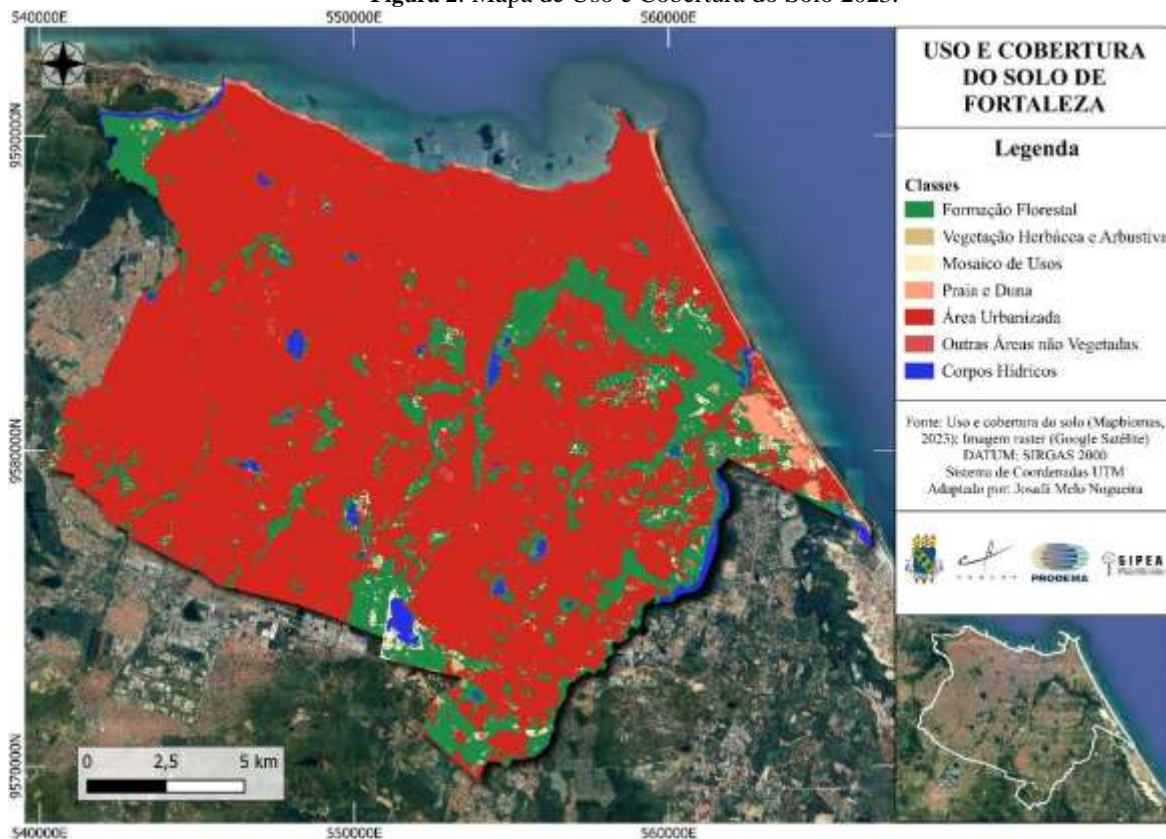 Figura 2. Mapa de Uso e Cobertura do Solo 2023.
540000E 550000E 560000E
USO E COBERTURA
DO SOLO DE
FORTALEZA
Legenda
Classes
Formação Florestal
Vegetação Herbácea e Arbustiva
Mosaico de Usos
Praia e Duna
Área Urbanizada
Outras Áreas não Vegetadas
Corpos Hídricos
Fonte: Uso e cobertura do solo (Mapbiomas,
2023); Imagem raster (Google Satélite)
DATUM: SIRGAS 2000
Sistema de Coordenadas UTM
Adaptado por: Josafá Melo Nogueira
PRODEMA
9590000N
9580000N
9570000N
0 2,5 5 km
540000E 550000E 560000E